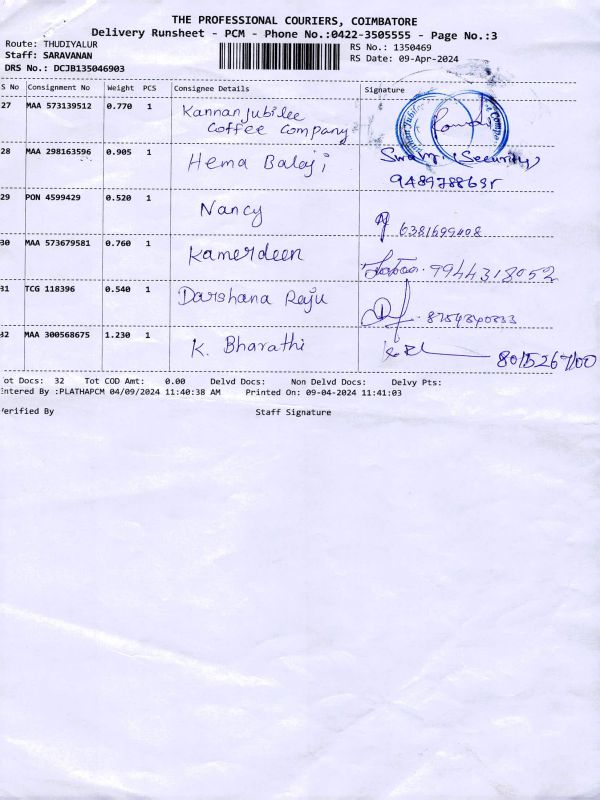 THE PROFESSIONAL COURIERS, COIMBATORE
Delivery Runsheet - PCM - Phone No.:0422-3505555 - Page No.:3
Route: THUDIYALUR
Staff: SARAVANAN
DRS No.: DCJB135046903
RS No.: 1350469
RS Date: 09-Apr-2024
S No Consignment No Weight PCS Consignee Details Signature
27 MAA 573139512 0.770 1 Kannan jubilee
Coffee Company
28 MAA 298163596 0.905 1 Hema Balaji (Security)
9489788635
29 PON 4599429 0.520 1 Nancy
30 MAA 573679581 0.760 1 Kamerdeen 9944318052
31 TCG 118396 0.540 1 Darshana Raju
32 MAA 300568675 1.230 1 K. Bharathi
ot Docs: 32 Tot COD Amt: 0.00 Delvd Docs: Non Delvd Docs: Delvy Pts:
ntered By :PLATHAPCM 04/09/2024 11:40:38 AM Printed On: 09-04-2024 11:41:03
erified By Staff Signature